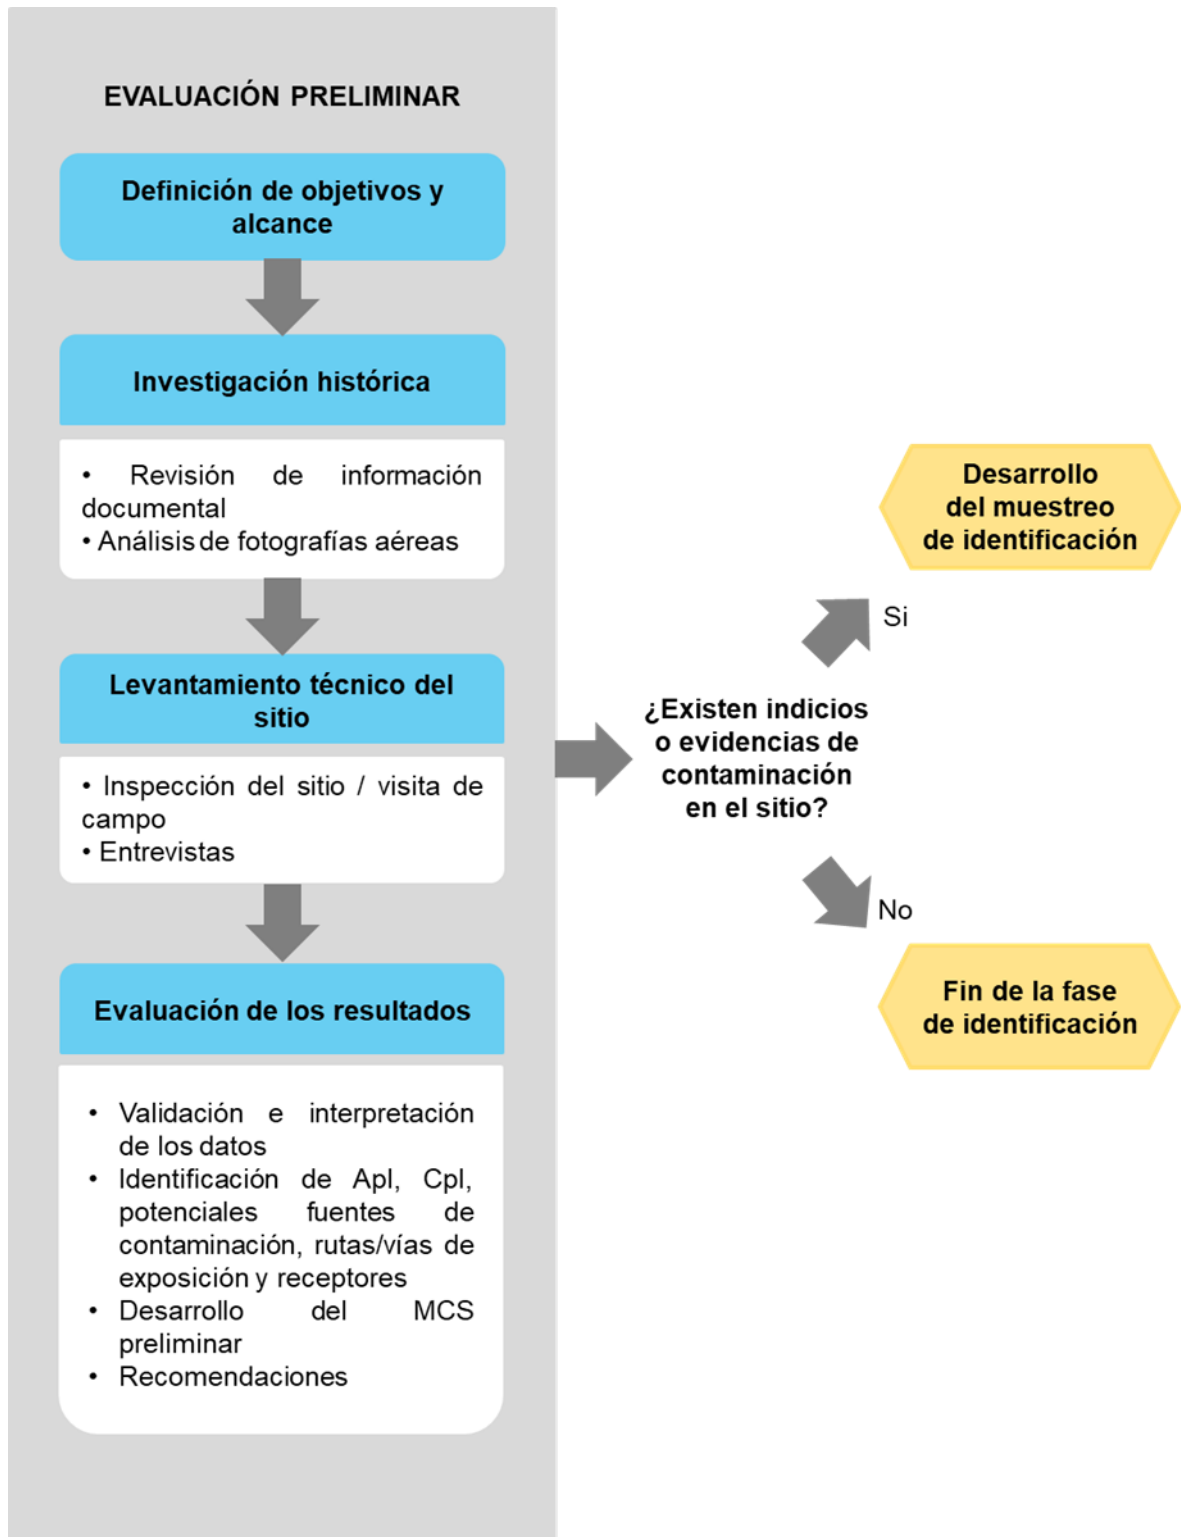 EVALUACIÓN PRELIMINAR
Definición de objetivos y
alcance
Investigación histórica
• Revisión de información
documental
• Análisis de fotografías aéreas
Levantamiento técnico del
sitio
• Inspección del sitio / visita de
campo
• Entrevistas
Evaluación de los resultados
• Validación e interpretación
de los datos
• Identificación de ApI, CpI,
potenciales fuentes de
contaminación, rutas/vías de
exposición y receptores
• Desarrollo del MCS
preliminar
• Recomendaciones
¿Existen indicios
o evidencias de
contaminación
en el sitio?
Si
Desarrollo
del muestreo
de identificación
No
Fin de la fase
de identificación